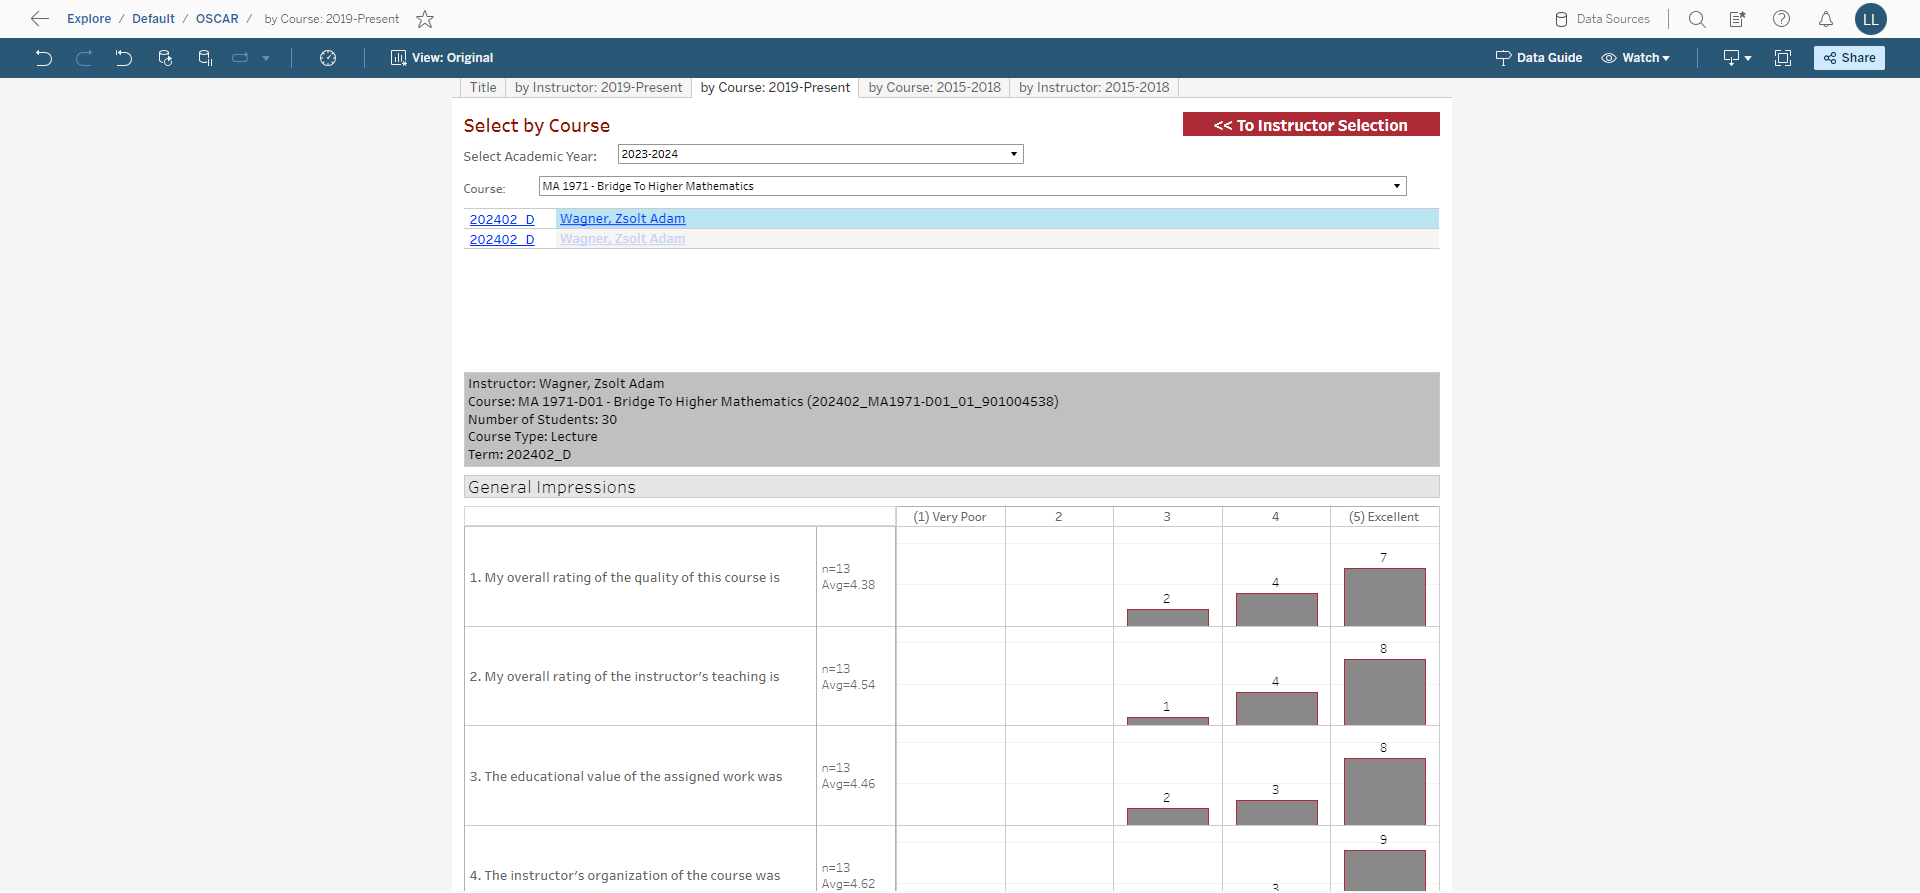 Explore / Default / OSCAR / by Course: 2019-Present
Data Sources
LL
View: Original
Data Guide
Watch
Share
Title
by Instructor: 2019-Present
by Course: 2019-Present
by Course: 2015-2018
by Instructor: 2015-2018
Select by Course
<< To Instructor Selection
Select Academic Year:
2023-2024
Course:
MA 1971 - Bridge To Higher Mathematics
202402_D Wagner, Zsolt Adam
202402_D Wagner, Zsolt Adam
Instructor: Wagner, Zsolt Adam
Course: MA 1971-D01 - Bridge To Higher Mathematics (202402_MA1971-D01_01_901004538)
Number of Students: 30
Course Type: Lecture
Term: 202402_D
General Impressions
(1) Very Poor 2 3 4 (5) Excellent
1. My overall rating of the quality of this course is
n=13
Avg=4.38
2
4
7
2. My overall rating of the instructor's teaching is
n=13
Avg=4.54
1
4
8
3. The educational value of the assigned work was
n=13
Avg=4.46
2
3
8
4. The instructor's organization of the course was
n=13
Avg=4.62
3
9